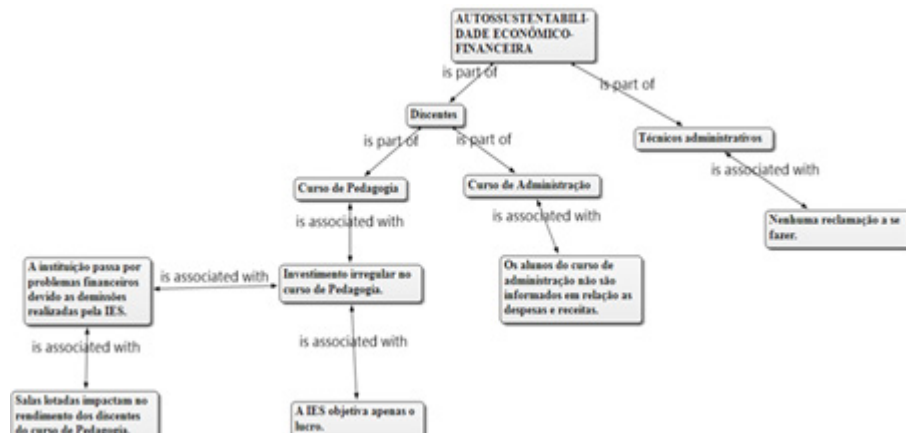 AUTOSSUSTENTABILI-
DADE ECONÔMICO-
FINANCEIRA
is part of
is part of
Discentes
is part of
is part of
Técnicos administrativos
is associated with
Curso de Pedagogia
Curso de Administração
is associated with
is associated with
Nenhuma reclamação a se
fazer.
A instituição passa por
problemas financeiros
devido as demissões
realizadas pela IES.
is associated with
Investimento irregular no
curso de Pedagogia.
Os alunos do curso de
administração não são
informados em relação as
despesas e receitas.
is associated with
is associated with
Salas lotadas impactam no
rendimento dos discentes
do curso de Pedagogia.
A IES objetiva apenas o
lucro.